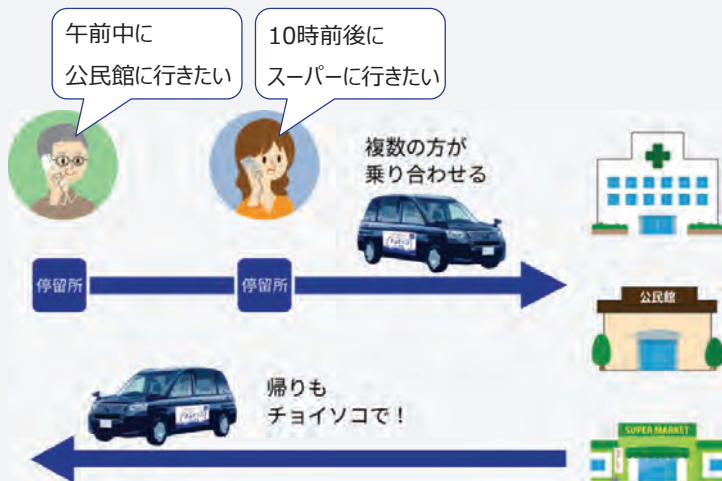 午前中に
公民館に行きたい
10時前後に
スーパーに行きたい
複数の方が
乗り合わせる
停留所
停留所
公民館
帰りも
チョイソコで！
SUPER MARKET